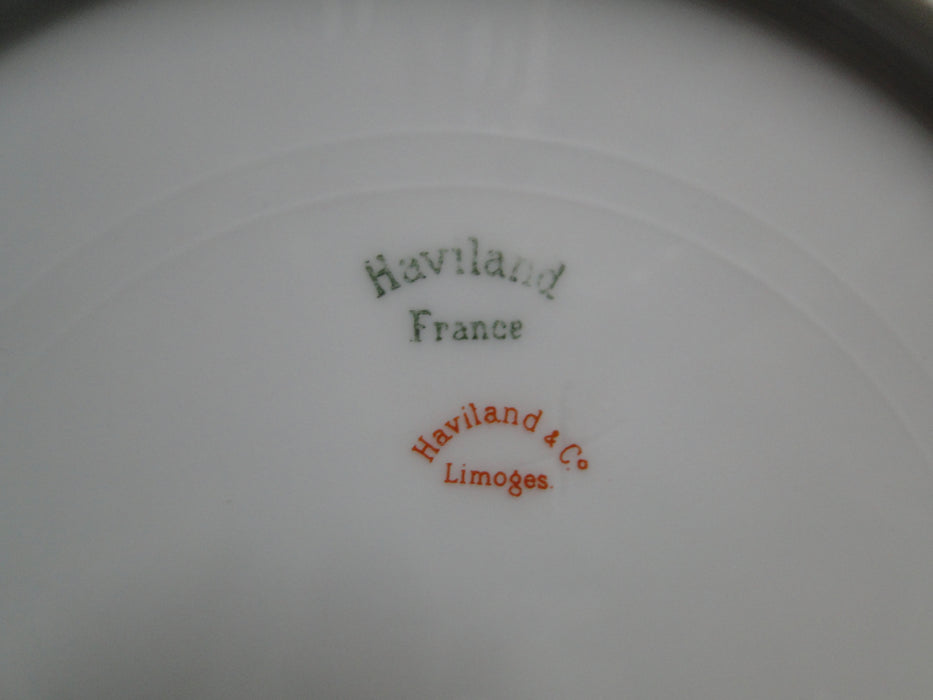 Haviland
France
Haviland & Co.
Limoges.